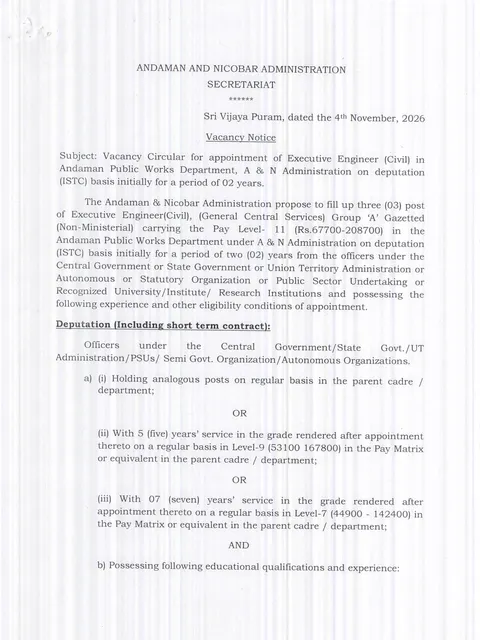 ANDAMAN AND NICOBAR ADMINISTRATION
SECRETARIAT
******
Sri Vijaya Puram, dated the 4th November, 2026
Vacancy Notice
Subject: Vacancy Circular for appointment of Executive Engineer (Civil) in
Andaman Public Works Department, A & N Administration on deputation
(ISTC) basis initially for a period of 02 years.
The Andaman & Nicobar Administration propose to fill up three (03) post
of Executive Engineer(Civil), (General Central Services) Group 'A' Gazetted
(Non-Ministerial) carrying the Pay Level- 11 (Rs.67700-208700) in the
Andaman Public Works Department under A & N Administration on deputation
(ISTC) basis initially for a period of two (02) years from the officers under the
Central Government or State Government or Union Territory Administration or
Autonomous or Statutory Organization or Public Sector Undertaking or
Recognized University/Institute/ Research Institutions and possessing the
following experience and other eligibility conditions of appointment.
Deputation (Including short term contract):
Officers under the Central Government/State Govt./UT
Administration/PSUs/ Semi Govt. Organization/Autonomous Organizations.
a) (i) Holding analogous posts on regular basis in the parent cadre /
department;
OR
(ii) With 5 (five) years' service in the grade rendered after appointment
thereto on a regular basis in Level-9 (53100 167800) in the Pay Matrix
or equivalent in the parent cadre / department;
OR
(iii) With 07 (seven) years' service in the grade rendered after
appointment thereto on a regular basis in Level-7 (44900 - 142400) in
the Pay Matrix or equivalent in the parent cadre / department;
AND
b) Possessing following educational qualifications and experience: